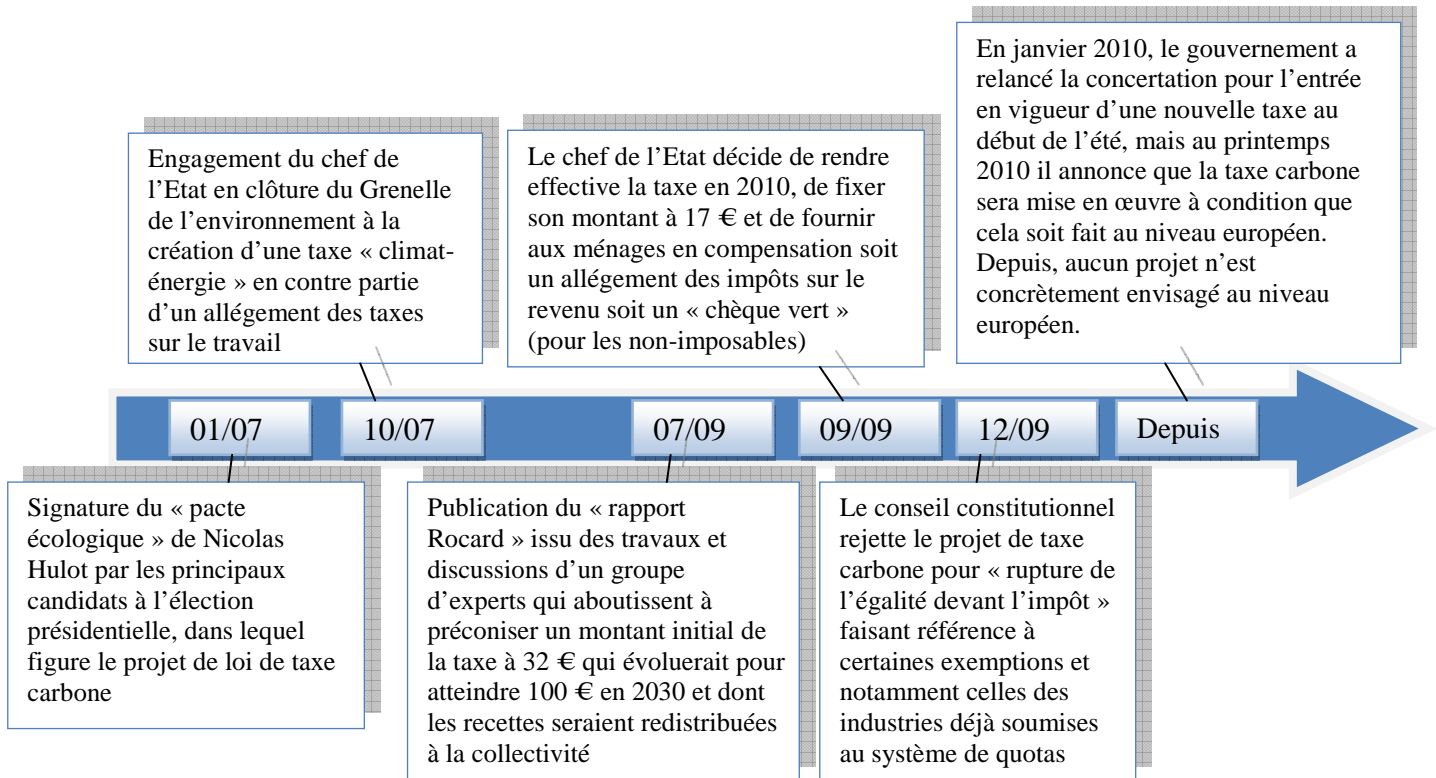 En janvier 2010, le gouvernement a
relancé la concertation pour l'entrée
en vigueur d'une nouvelle taxe au
début de l'été, mais au printemps
2010 il annonce que la taxe carbone
sera mise en œuvre à condition que
cela soit fait au niveau européen.
Depuis, aucun projet n'est
concrètement envisagé au niveau
européen.
Engagement du chef de
l'Etat en clôture du Grenelle
de l'environnement à la
création d'une taxe « climat-
énergie » en contre partie
d'un allégement des taxes
sur le travail
Le chef de l'Etat décide de rendre
effective la taxe en 2010, de fixer
son montant à 17 € et de fournir
aux ménages en compensation soit
un allégement des impôts sur le
revenu soit un « chèque vert »
(pour les non-imposables)
01/07
10/07
07/09
09/09
12/09
Depuis
Signature du « pacte
écologique » de Nicolas
Hulot par les principaux
candidats à l'élection
présidentielle, dans lequel
figure le projet de loi de taxe
carbone
Publication du « rapport
Rocard » issu des travaux et
discussions d'un groupe
d'experts qui aboutissent à
préconiser un montant initial de
la taxe à 32 € qui évoluerait pour
atteindre 100 € en 2030 et dont
les recettes seraient redistribuées
à la collectivité
Le conseil constitutionnel
rejette le projet de taxe
carbone pour « rupture de
l'égalité devant l'impôt »
faisant référence à
certaines exemptions et
notamment celles des
industries déjà soumises
au système de quotas